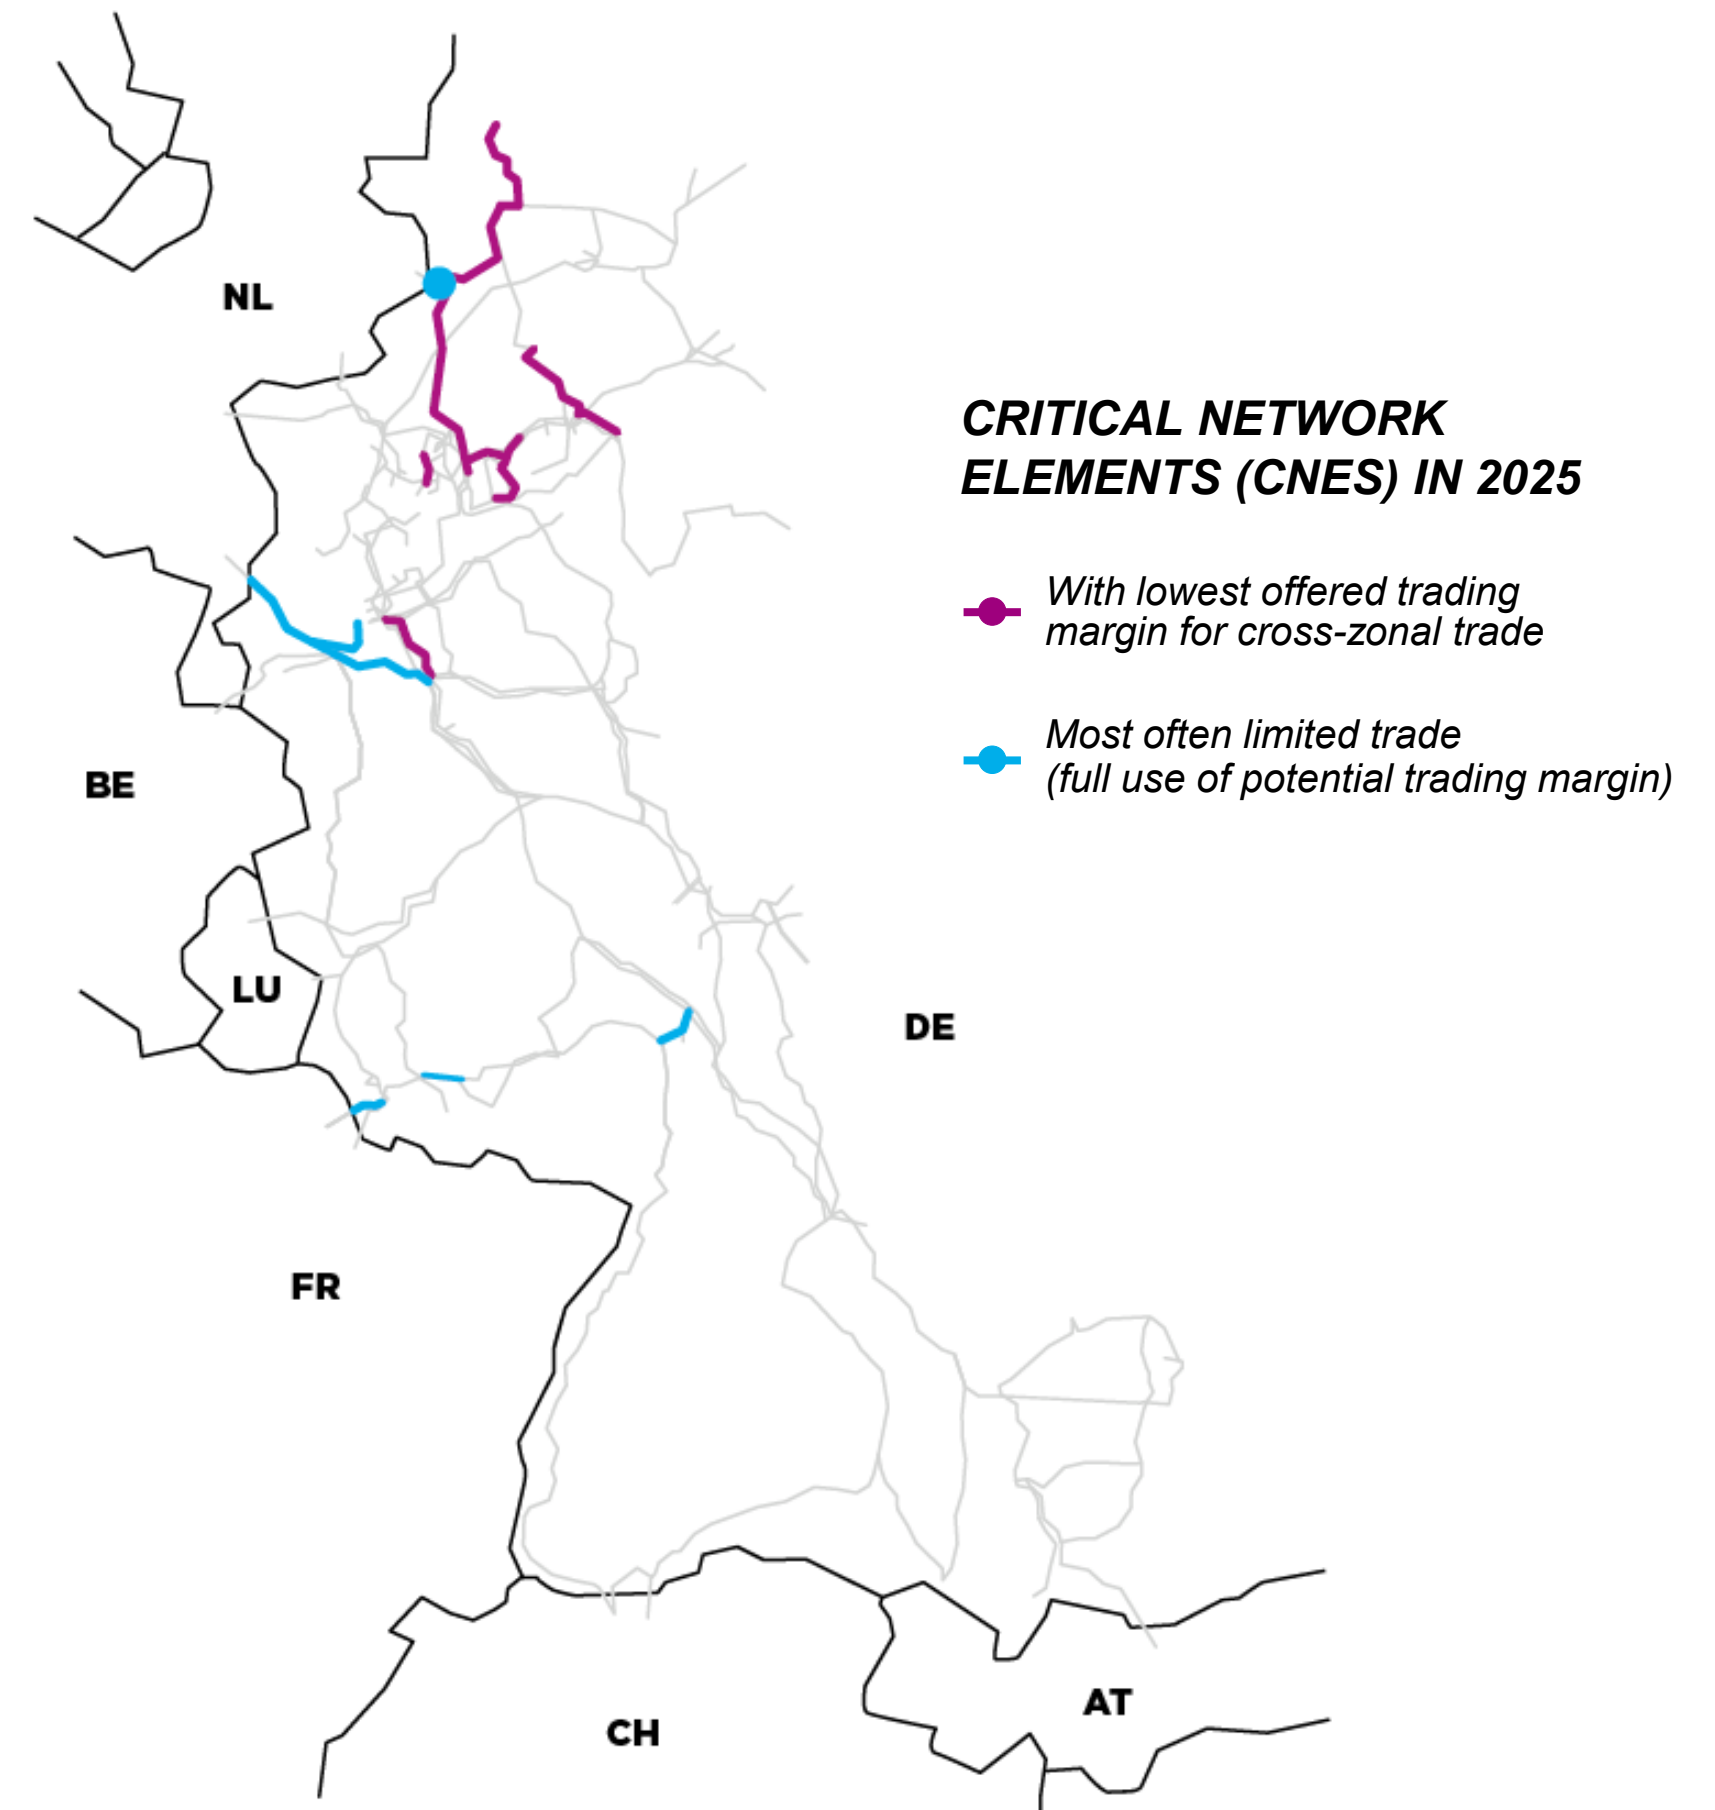 NL
CRITICAL NETWORK
ELEMENTS (CNES) IN 2025
With lowest offered trading
margin for cross-zonal trade
Most often limited trade
(full use of potential trading margin)
BE
LU
DE
FR
AT
CH